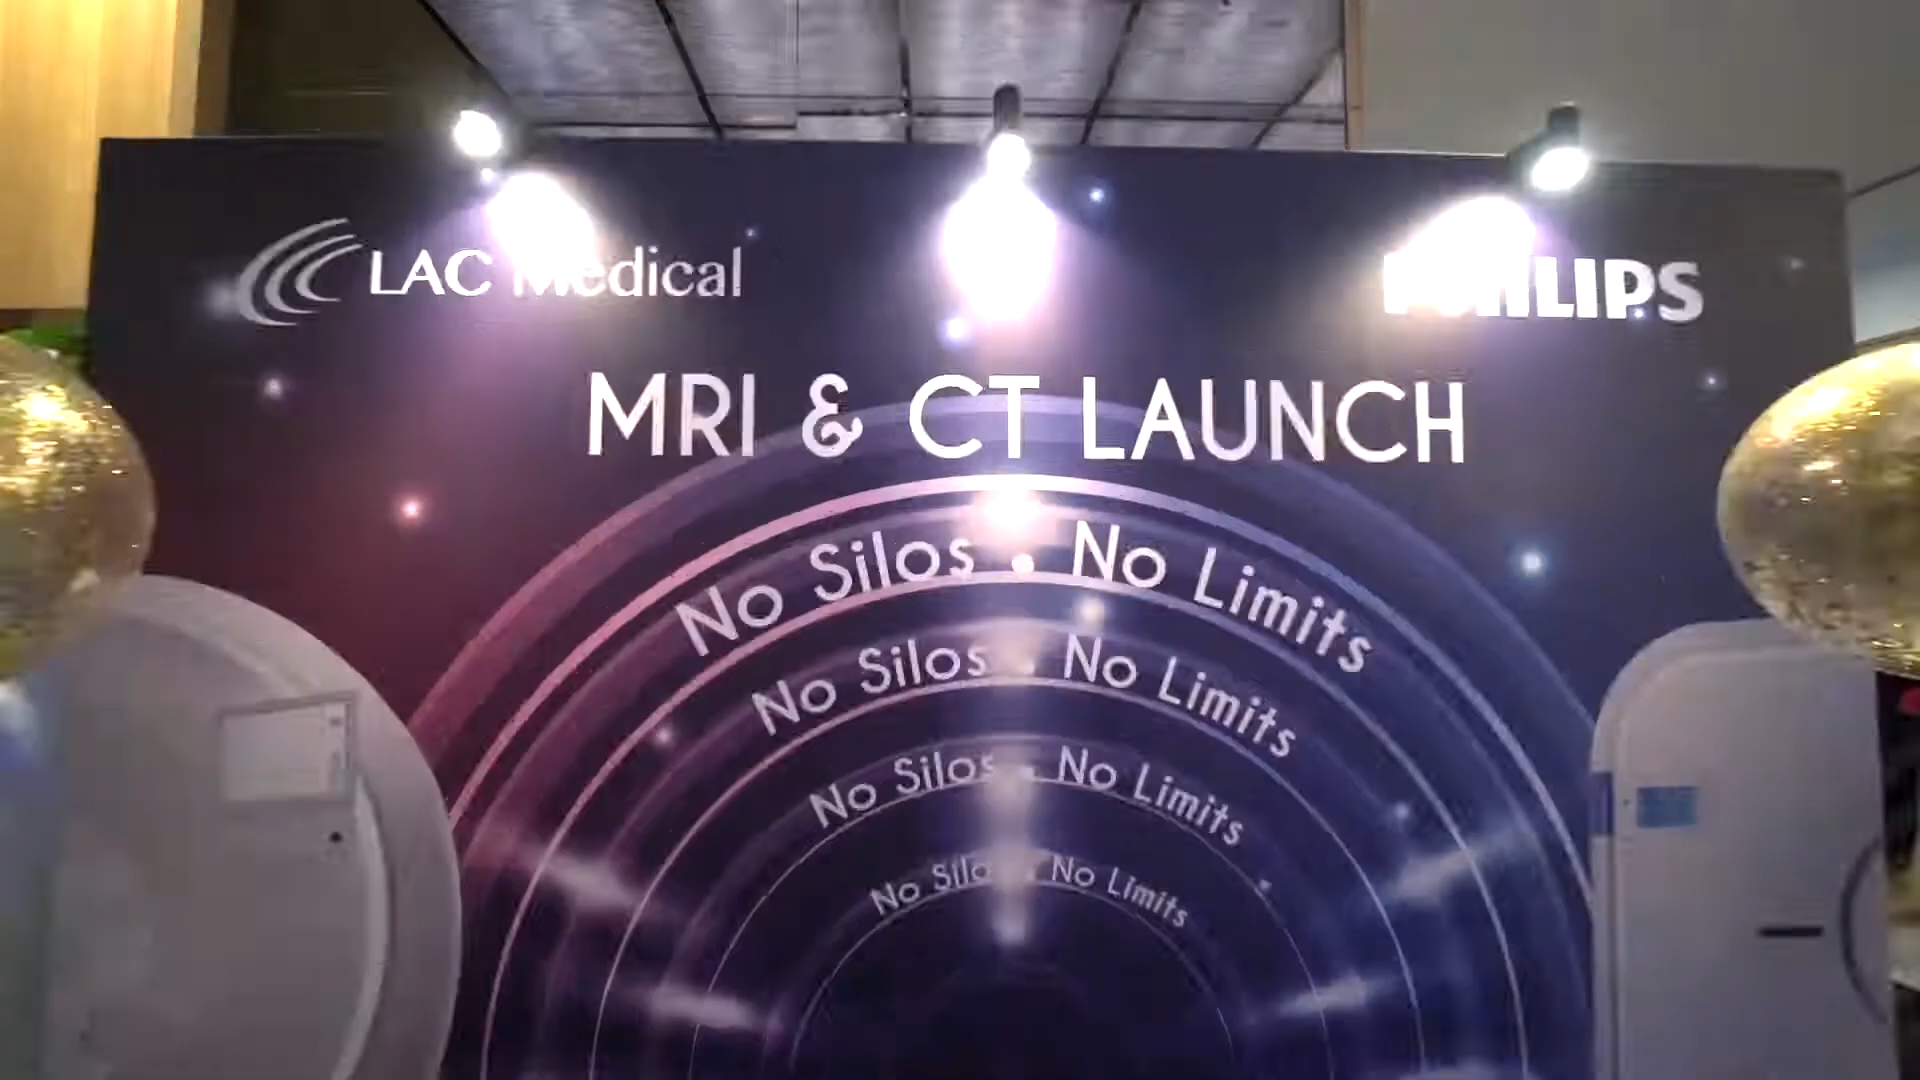 LAC Medical
PHILIPS
MRI & CT LAUNCH
No Silos • No Limits
No Silos • No Limits
No Silos • No Limits
No Silos • No Limits